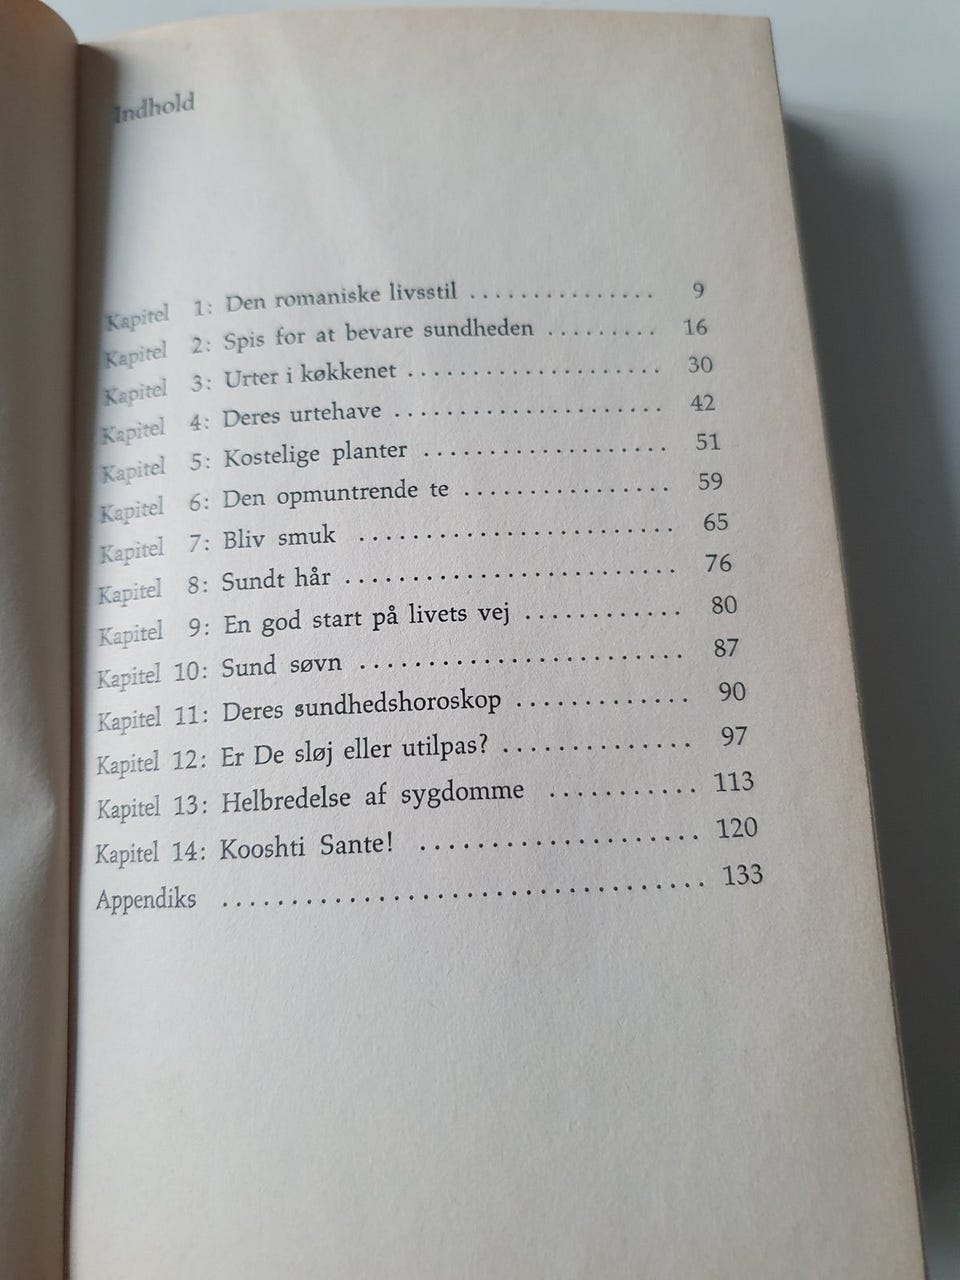 Indhold
Kapitel 1: Den romaniske livsstil ............... 9
Kapitel 2: Spis for at bevare sundheden ......... 16
Kapitel 3: Urter i køkkenet .................... 30
Kapitel 4: Deres urtehave ...................... 42
Kapitel 5: Kostelige planter .................... 51
Kapitel 6: Den opmuntrende te ................. 59
Kapitel 7: Bliv smuk ......................... 65
Kapitel 8: Sundt hår .......................... 76
Kapitel 9: En god start på livets vej ............ 80
Kapitel 10: Sund søvn ......................... 87
Kapitel 11: Deres sundhedshoroskop ............. 90
Kapitel 12: Er De sløj eller utilpas? .............. 97
Kapitel 13: Helbredelse af sygdomme ........... 113
Kapitel 14: Kooshti Sante! ..................... 120
Appendiks .................................... 133